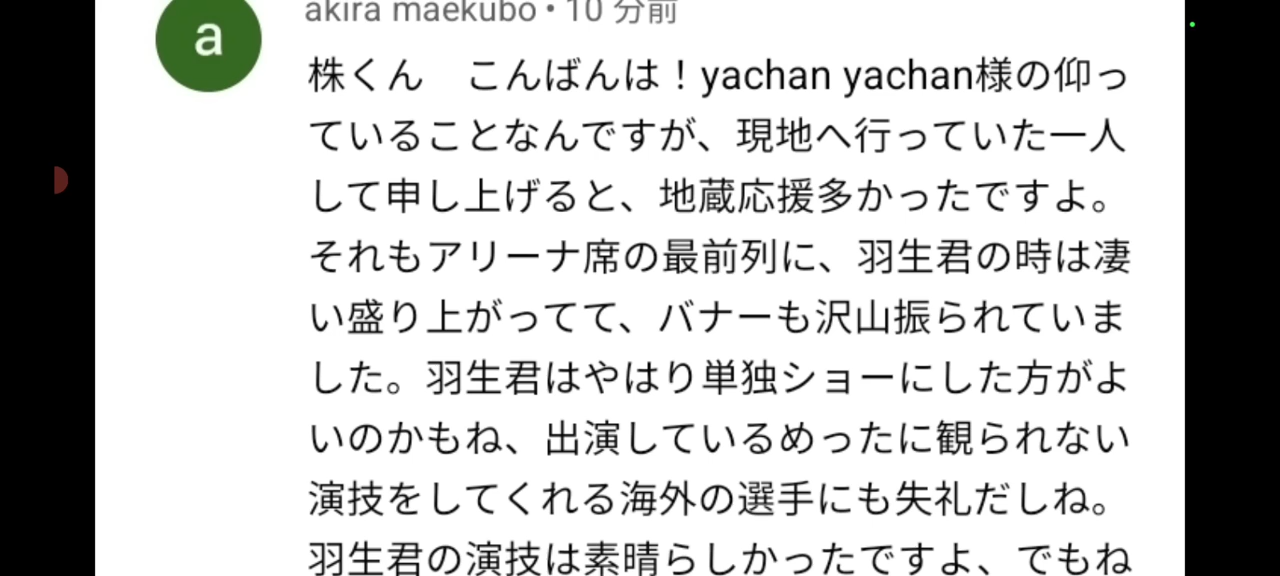 a
akira maekubo • 10 分前
株くん　こんばんは！yachan yachan様の仰っ
ていることなんですが、現地へ行っていた一人
して申し上げると、地蔵応援多かったですよ。
それもアリーナ席の最前列に、羽生君の時は凄
い盛り上がってて、バナーも沢山振られていま
した。羽生君はやはり単独ショーにした方がよ
いのかもね、出演しているめったに観られない
演技をしてくれる海外の選手にも失礼だしね。
羽生君の演技は素晴らしかったですよ、でもね